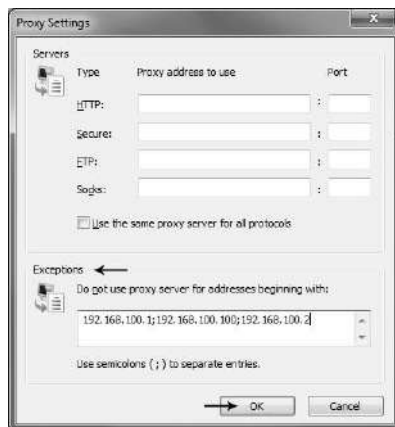 Proxy Settings
x
Servers
Type Proxy address to use Port
HTTP: :
Secure: :
FTP: :
Socks: :
Use the same proxy server for all protocols
Exceptions
Do not use proxy server for addresses beginning with:
192.168.100.1;192.168.100.100;192.168.100.2
Use semicolons ( ; ) to separate entries.
OK Cancel